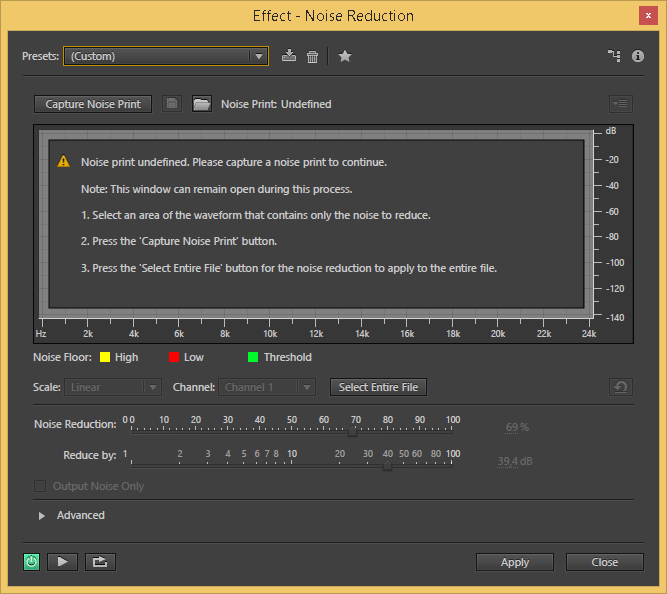 Effect - Noise Reduction
x
Presets: (Custom)
Capture Noise Print Noise Print: Undefined
dB
Noise print undefined. Please capture a noise print to continue.
Note: This window can remain open during this process.
1. Select an area of the waveform that contains only the noise to reduce.
2. Press the 'Capture Noise Print' button.
3. Press the 'Select Entire File' button for the noise reduction to apply to the entire file.
-20
-40
-60
-80
-100
-120
-140
Hz 2k 4k 6k 8k 10k 12k 14k 16k 18k 20k 22k 24k
Noise Floor: High Low Threshold
Scale: Linear Channel: Channel 1 Select Entire File
Noise Reduction: 0 0 10 20 30 40 50 60 70 80 90 100 69 %
Reduce by: 1 2 3 4 5 6 7 8 10 20 30 40 50 60 80 100 39,4 dB
Output Noise Only
Advanced
Apply Close